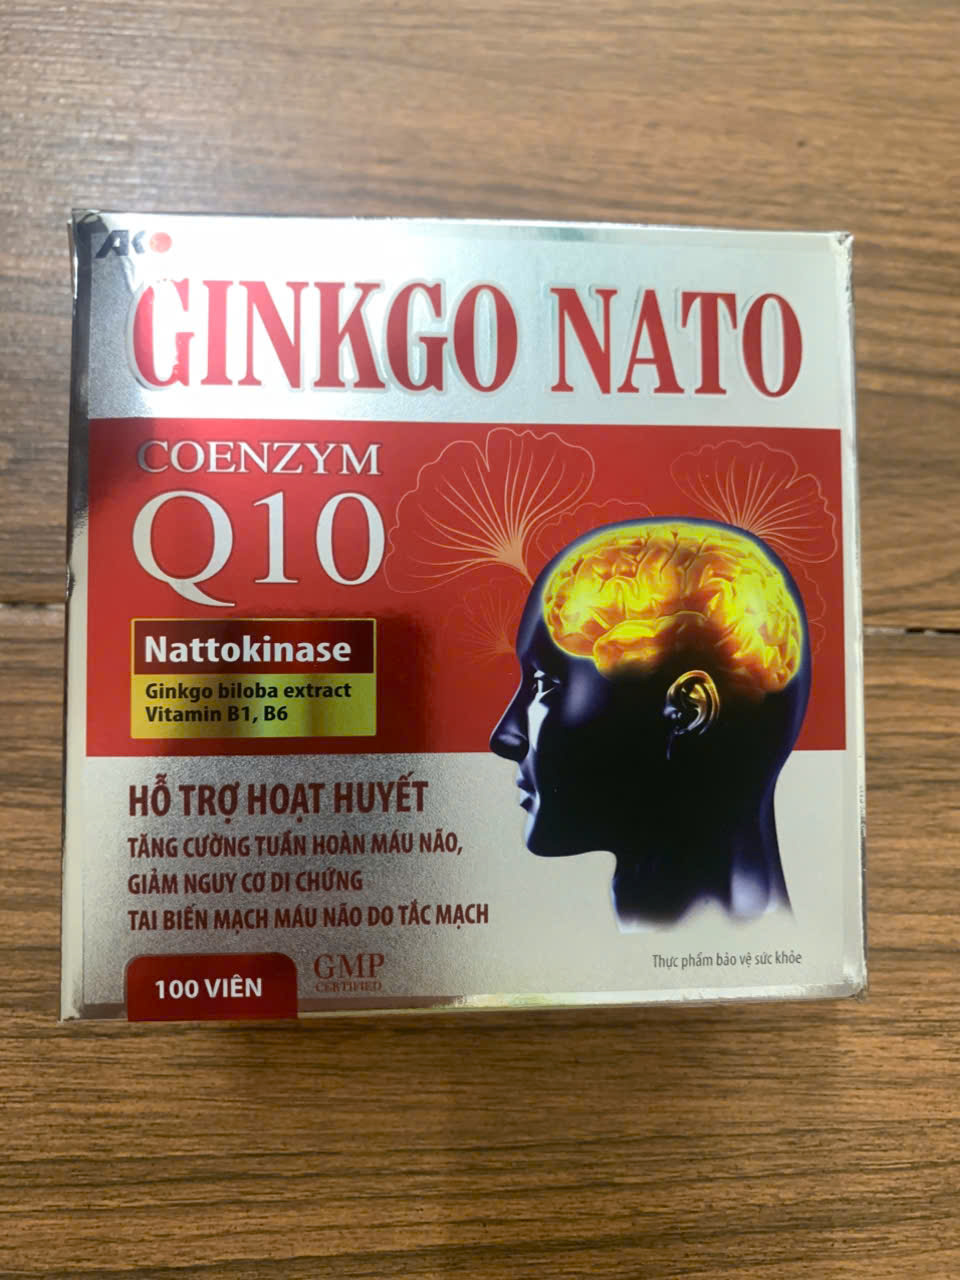 AK
GINKGO NATO
COENZYM
Q10
Nattokinase
Ginkgo biloba extract
Vitamin B1, B6
HỖ TRỢ HOẠT HUYẾT
TĂNG CƯỜNG TUẦN HOÀN MÁU NÃO,
GIẢM NGUY CƠ DI CHỨNG
TAI BIẾN MẠCH MÁU NÃO DO TẮC MẠCH
100 VIÊN
GMP
CERTIFIED
Thực phẩm bảo vệ sức khỏe